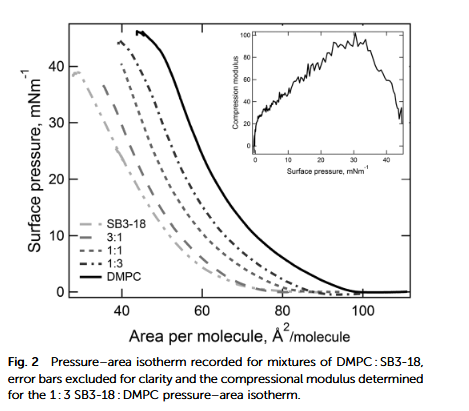 40
30
20
10
0
Surface pressure, mNm⁻¹
40
60
80
100
Area per molecule, Å²/molecule
SB3-18
3:1
1:1
1:3
DMPC
100
80
60
40
20
0
Compression modulus
0
10
20
30
40
Surface pressure, mNm⁻¹
Fig. 2 Pressure–area isotherm recorded for mixtures of DMPC : SB3-18,
error bars excluded for clarity and the compressional modulus determined
for the 1 : 3 SB3-18 : DMPC pressure–area isotherm.